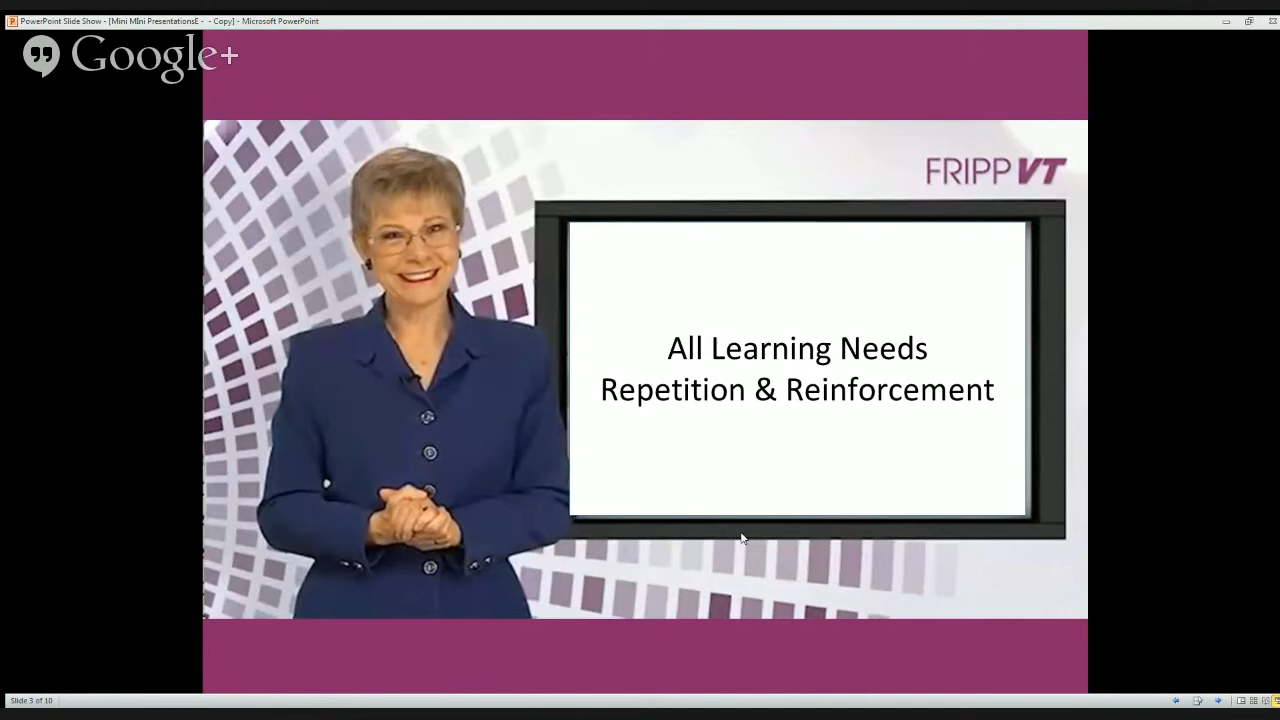 PowerPoint Slide Show - [Mini MIni PresentationsE -  - Copy] - Microsoft PowerPoint
Google+
FRIPP VT
All Learning Needs
Repetition & Reinforcement
Slide 3 of 10